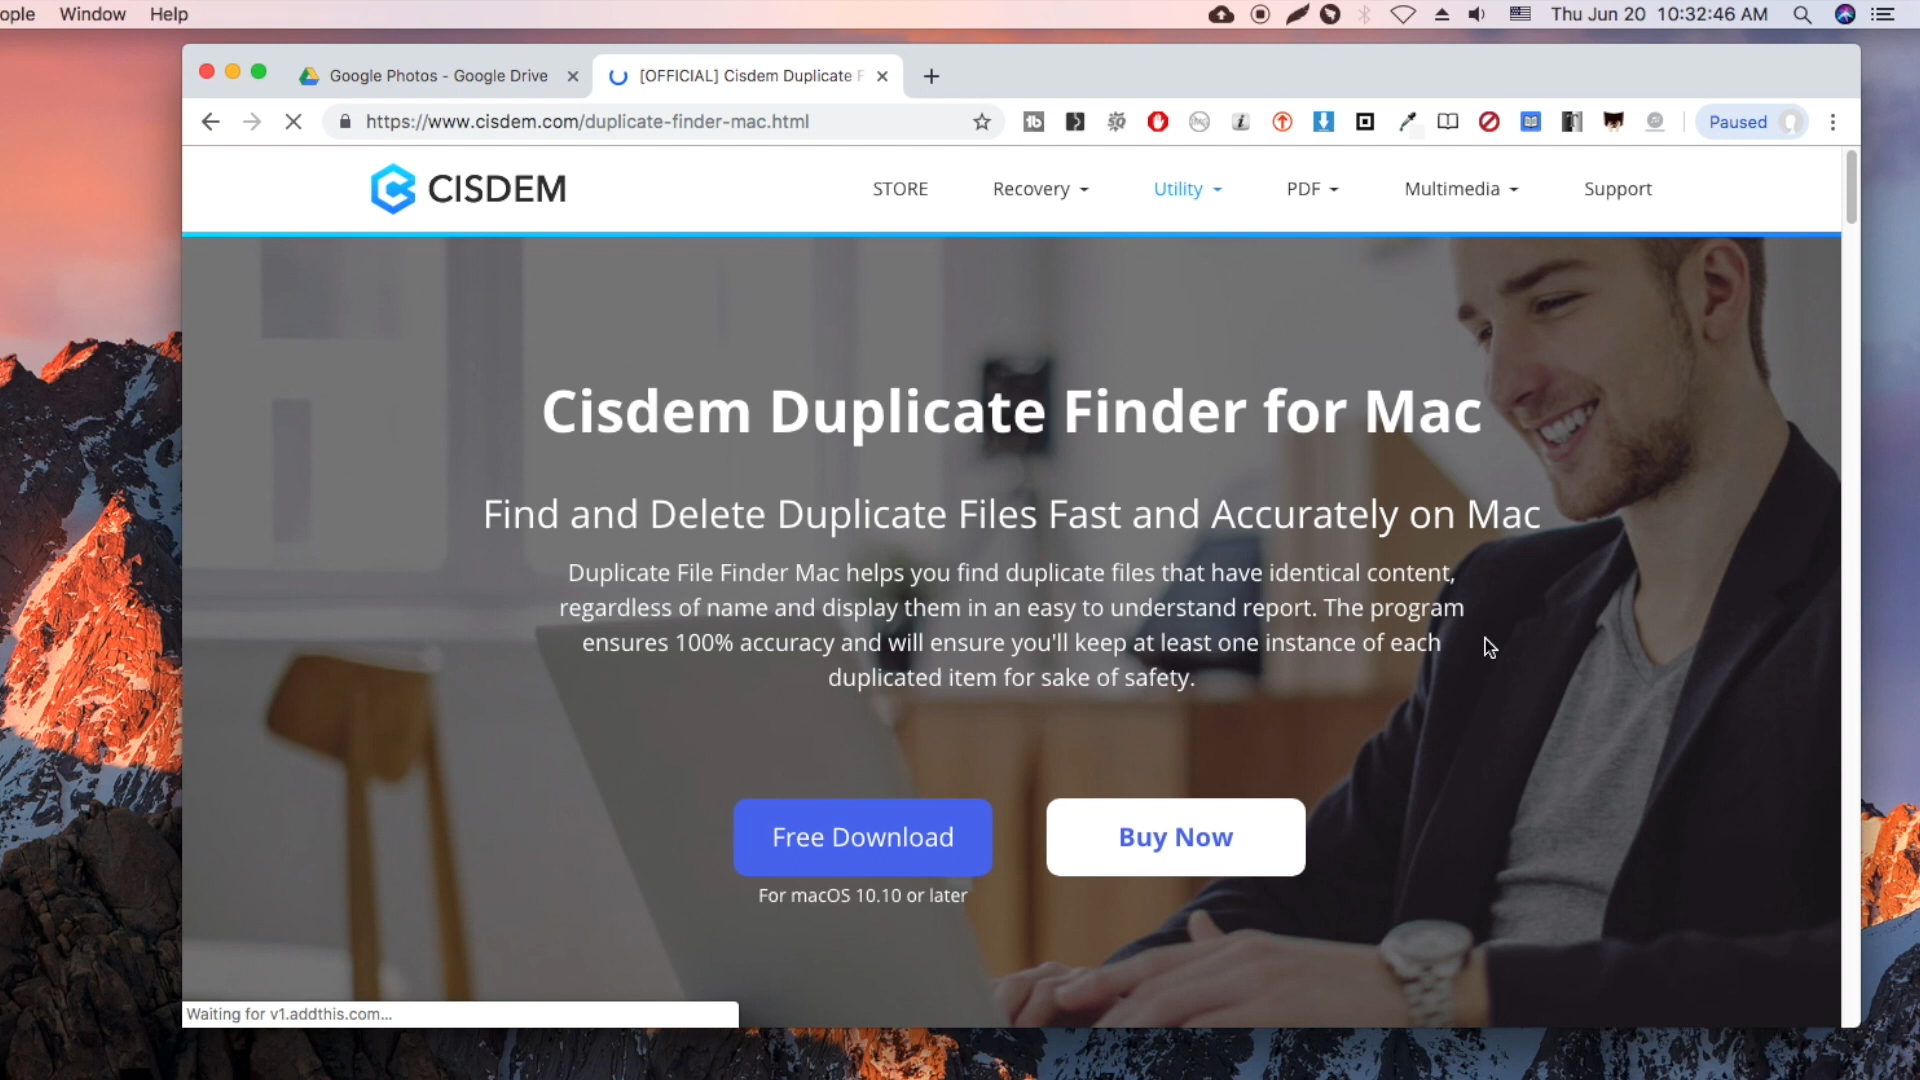 ople Window Help Thu Jun 20 10:32:46 AM
Google Photos - Google Drive [OFFICIAL] Cisdem Duplicate F
https://www.cisdem.com/duplicate-finder-mac.html Paused
CISDEM STORE Recovery Utility PDF Multimedia Support
Cisdem Duplicate Finder for Mac
Find and Delete Duplicate Files Fast and Accurately on Mac
Duplicate File Finder Mac helps you find duplicate files that have identical content,
regardless of name and display them in an easy to understand report. The program
ensures 100% accuracy and will ensure you'll keep at least one instance of each
duplicated item for sake of safety.
Free Download Buy Now
For macOS 10.10 or later
Waiting for v1.addthis.com...